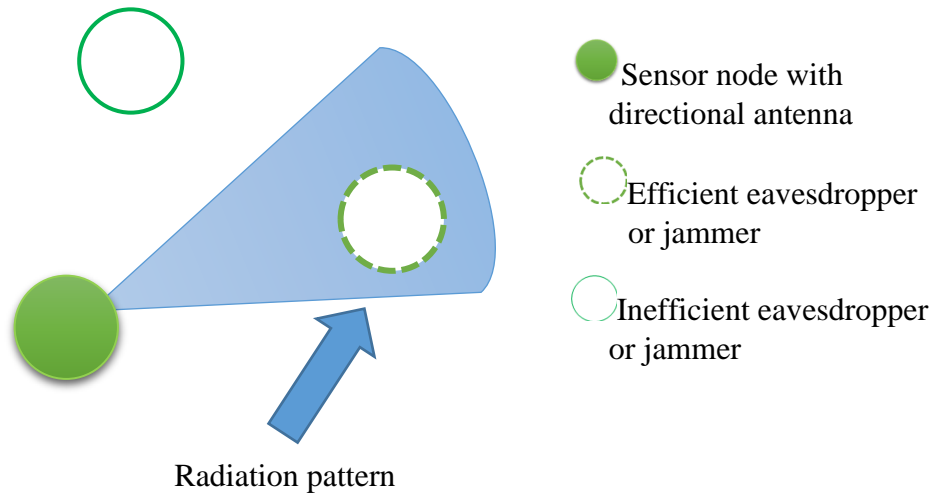 Sensor node with
directional antenna
Efficient eavesdropper
or jammer
Inefficient eavesdropper
or jammer
Radiation pattern